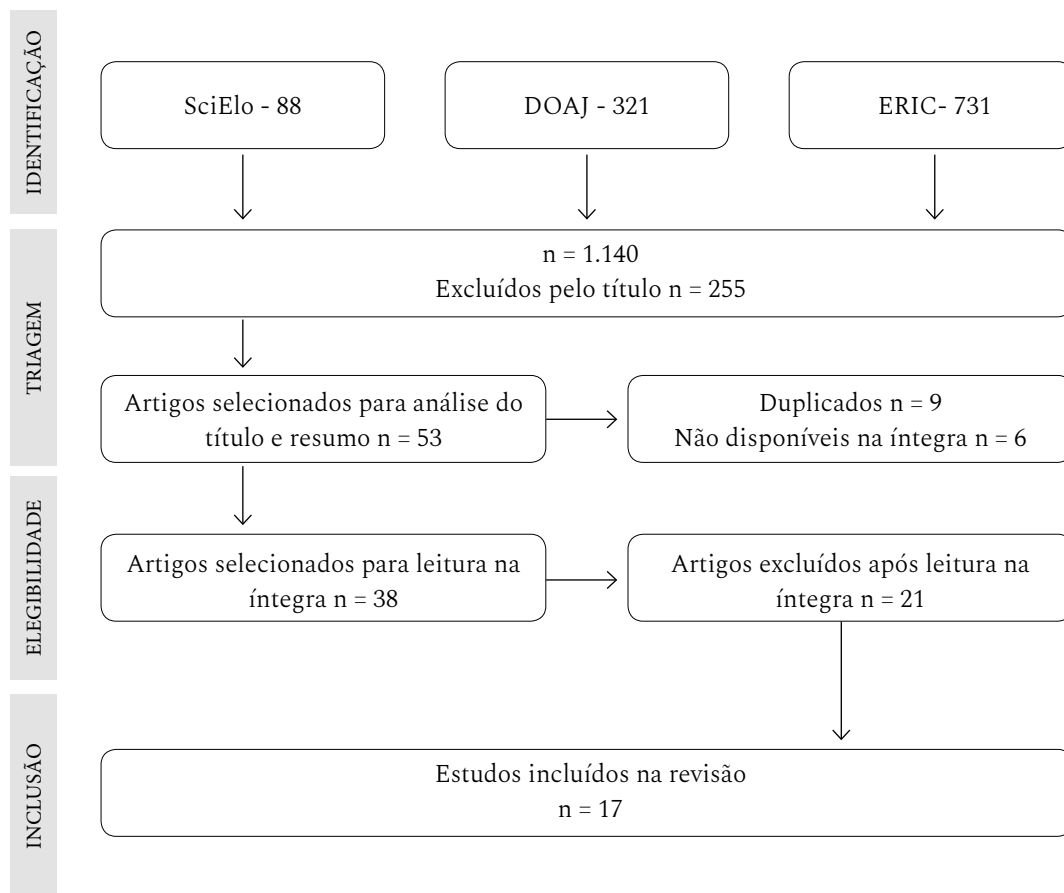 IDENTIFICAÇÃO
SciElo - 88
DOAJ - 321
ERIC- 731
TRIAGEM
n = 1.140
Excluídos pelo título n = 255
Artigos selecionados para análise do
título e resumo n = 53
Duplicados n = 9
Não disponíveis na íntegra n = 6
ELEGIBILIDADE
Artigos selecionados para leitura na
íntegra n = 38
Artigos excluídos após leitura na
íntegra n = 21
INCLUSÃO
Estudos incluídos na revisão
n = 17